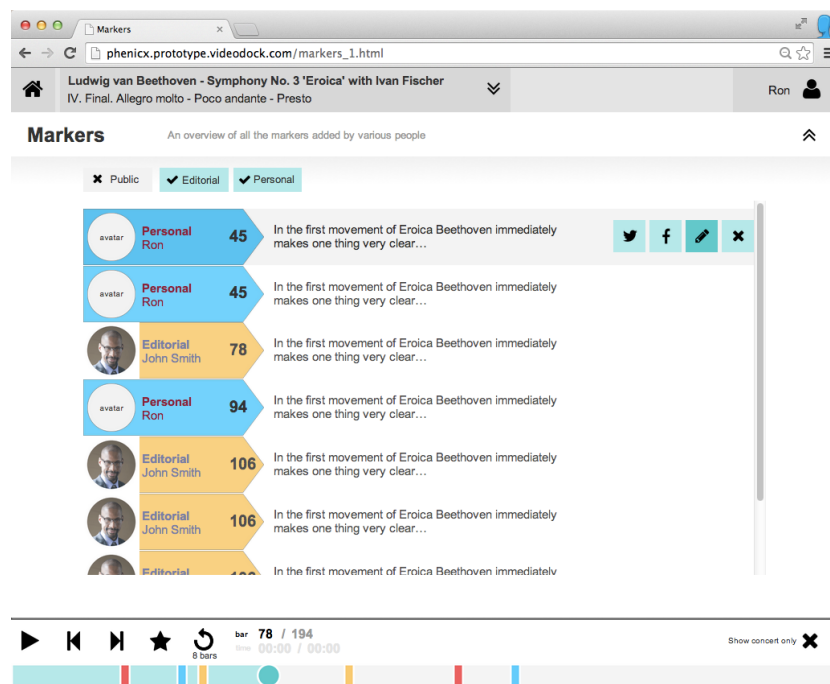 Markers
phenicx.prototype.videodock.com/markers_1.html
Ludwig van Beethoven - Symphony No. 3 'Eroica' with Ivan Fischer
IV. Final. Allegro molto - Poco andante - Presto
Ron
Markers
An overview of all the markers added by various people
Public
Editorial
Personal
avatar
Personal
Ron
45
In the first movement of Eroica Beethoven immediately
makes one thing very clear…
avatar
Personal
Ron
45
In the first movement of Eroica Beethoven immediately
makes one thing very clear…
Editorial
John Smith
78
In the first movement of Eroica Beethoven immediately
makes one thing very clear…
avatar
Personal
Ron
94
In the first movement of Eroica Beethoven immediately
makes one thing very clear…
Editorial
John Smith
106
In the first movement of Eroica Beethoven immediately
makes one thing very clear…
Editorial
John Smith
106
In the first movement of Eroica Beethoven immediately
makes one thing very clear…
Editorial
In the first movement of Eroica Beethoven immediately
8 bars
bar 78 / 194
time 00:00 / 00:00
Show concert only